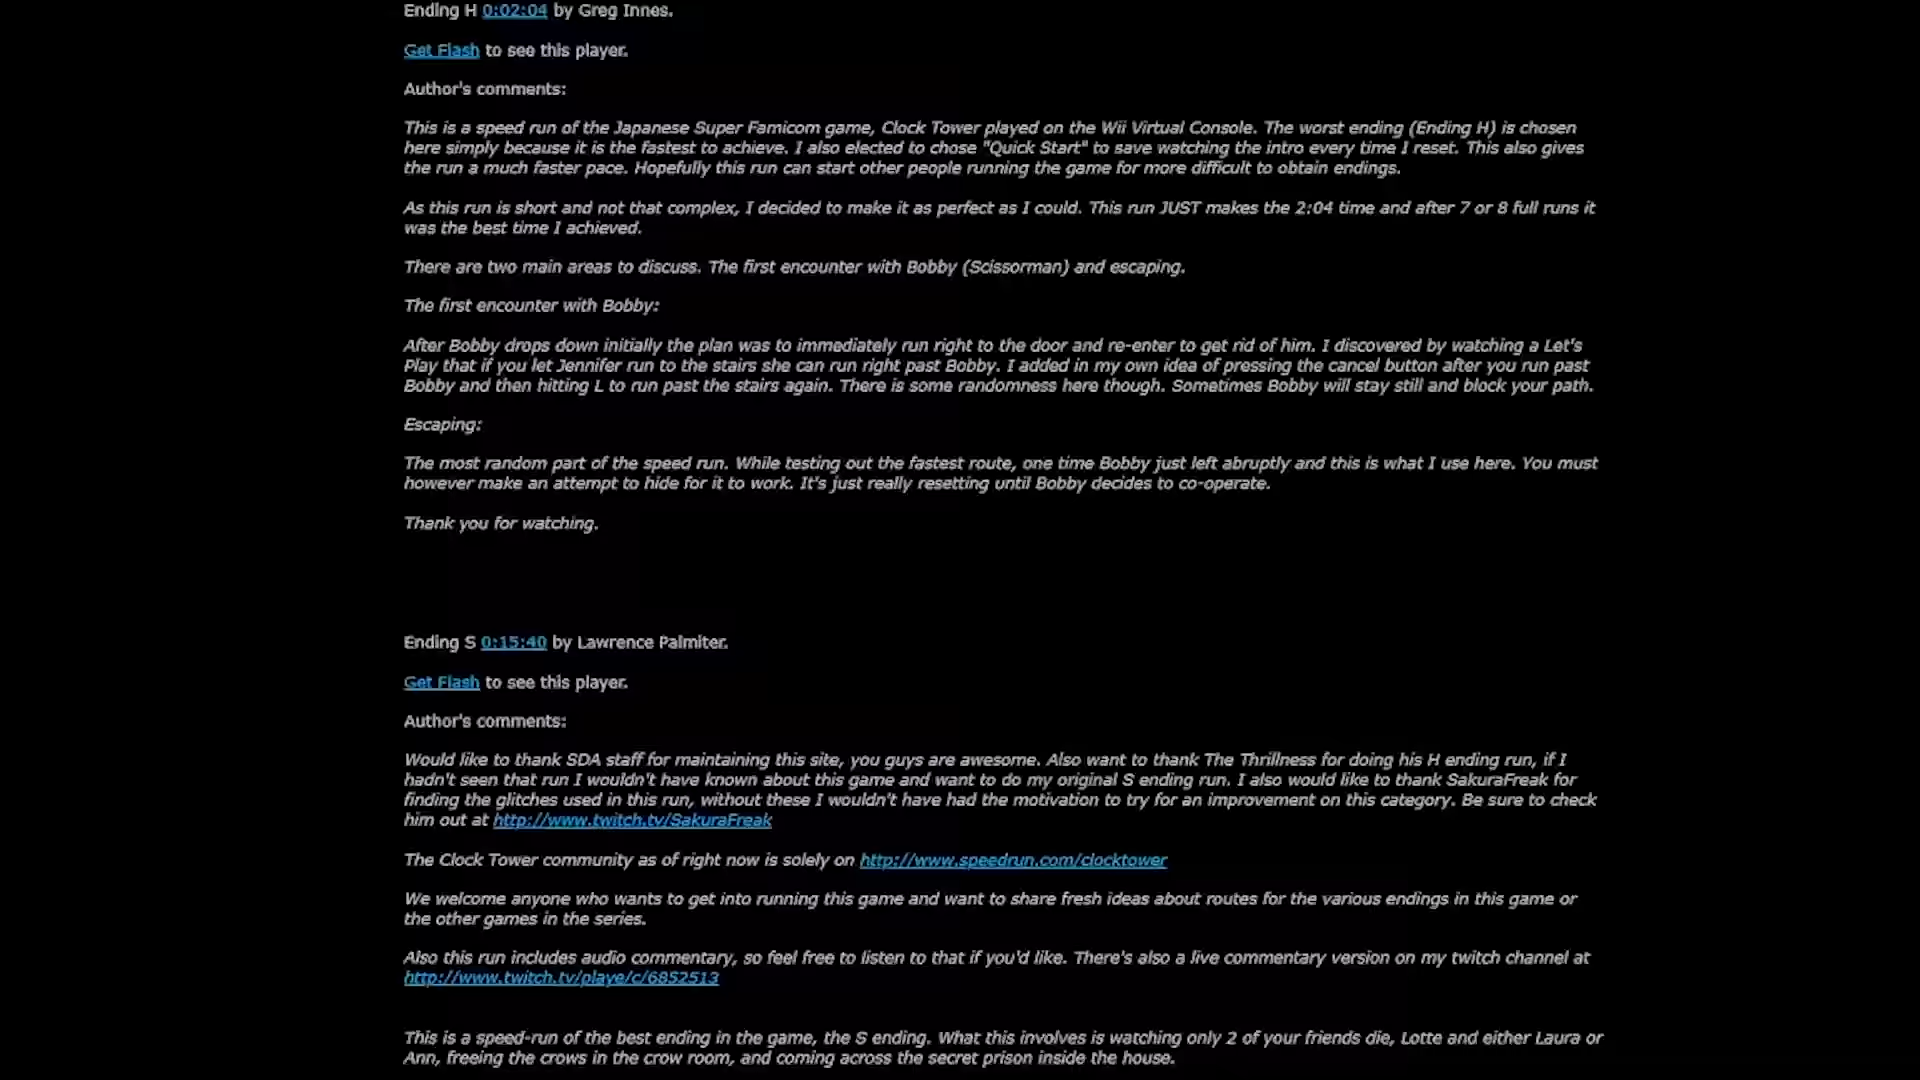 Ending H 0:02:04 by Greg Innes.
Get Flash to see this player.
Author's comments:
This is a speed run of the Japanese Super Famicom game, Clock Tower played on the Wii Virtual Console. The worst ending (Ending H) is chosen
here simply because it is the fastest to achieve. I also elected to chose "Quick Start" to save watching the intro every time I reset. This also gives
the run a much faster pace. Hopefully this run can start other people running the game for more difficult to obtain endings.
As this run is short and not that complex, I decided to make it as perfect as I could. This run JUST makes the 2:04 time and after 7 or 8 full runs it
was the best time I achieved.
There are two main areas to discuss. The first encounter with Bobby (Scissorman) and escaping.
The first encounter with Bobby:
After Bobby drops down initially the plan was to immediately run right to the door and re-enter to get rid of him. I discovered by watching a Let's
Play that if you let Jennifer run to the stairs she can run right past Bobby. I added in my own idea of pressing the cancel button after you run past
Bobby and then hitting L to run past the stairs again. There is some randomness here though. Sometimes Bobby will stay still and block your path.
Escaping:
The most random part of the speed run. While testing out the fastest route, one time Bobby just left abruptly and this is what I use here. You must
however make an attempt to hide for it to work. It's just really resetting until Bobby decides to co-operate.
Thank you for watching.
Ending S 0:15:40 by Lawrence Palmiter.
Get Flash to see this player.
Author's comments:
Would like to thank SDA staff for maintaining this site, you guys are awesome. Also want to thank The Thrillness for doing his H ending run, if I
hadn't seen that run I wouldn't have known about this game and want to do my original S ending run. I also would like to thank SakuraFreak for
finding the glitches used in this run, without these I wouldn't have had the motivation to try for an improvement on this category. Be sure to check
him out at http://www.twitch.tv/SakuraFreak
The Clock Tower community as of right now is solely on http://www.speedrun.com/clocktower
We welcome anyone who wants to get into running this game and want to share fresh ideas about routes for the various endings in this game or
the other games in the series.
Also this run includes audio commentary, so feel free to listen to that if you'd like. There's also a live commentary version on my twitch channel at
http://www.twitch.tv/playe/c/6852513
This is a speed-run of the best ending in the game, the S ending. What this involves is watching only 2 of your friends die, Lotte and either Laura or
Ann, freeing the crows in the crow room, and coming across the secret prison inside the house.